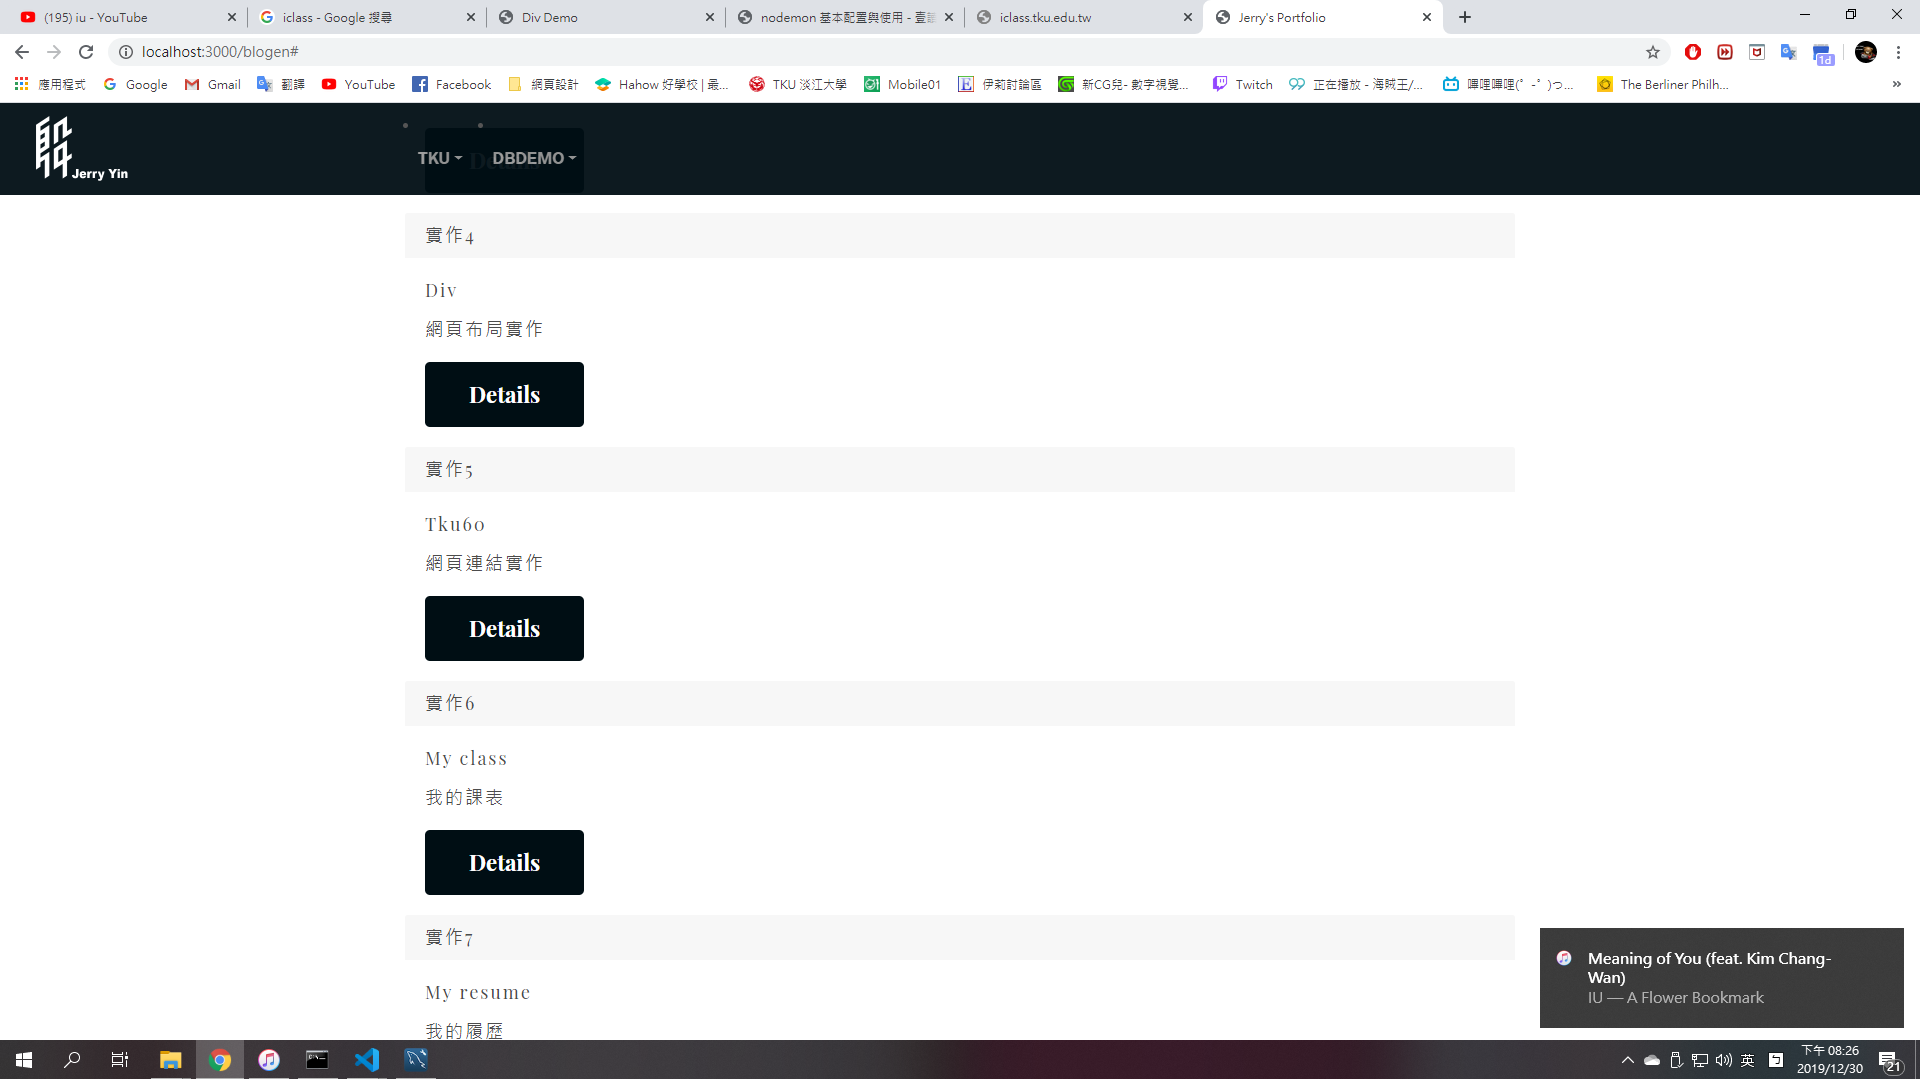 (195) iu - YouTube
iclass - Google 搜尋
Div Demo
nodemon 基本配置與使用 - 壹
iclass.tku.edu.tw
Jerry's Portfolio
localhost:3000/blogen#
應用程式
Google
Gmail
翻譯
YouTube
Facebook
網頁設計
Hahow 好學校 | 最...
TKU 淡江大學
Mobile01
伊莉討論區
新CG兒- 數字視覺...
Twitch
正在播放 - 海賊王/...
嗶哩嗶哩(゜-゜)つ...
The Berliner Philh...
»
1d
Jerry Yin
TKU
DBDEMO
實作4
Div
網頁布局實作
Details
實作5
Tku60
網頁連結實作
Details
實作6
My class
我的課表
Details
實作7
My resume
我的履歷
Meaning of You (feat. Kim Chang-
Wan)
IU — A Flower Bookmark
英
下午 08:26
2019/12/30
21